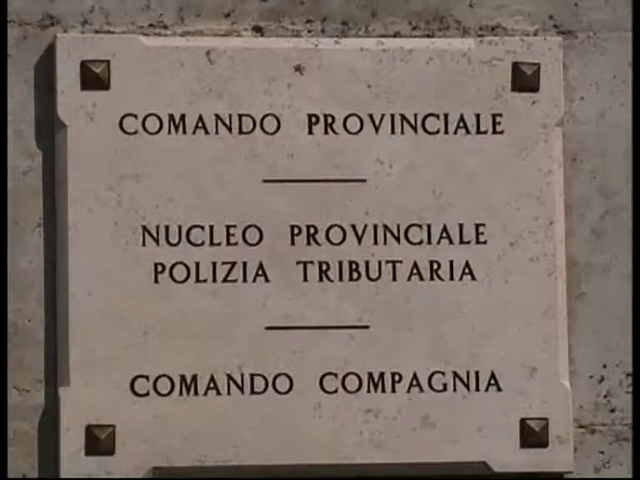 COMANDO PROVINCIALE
NUCLEO PROVINCIALE
POLIZIA TRIBUTARIA
COMANDO COMPAGNIA